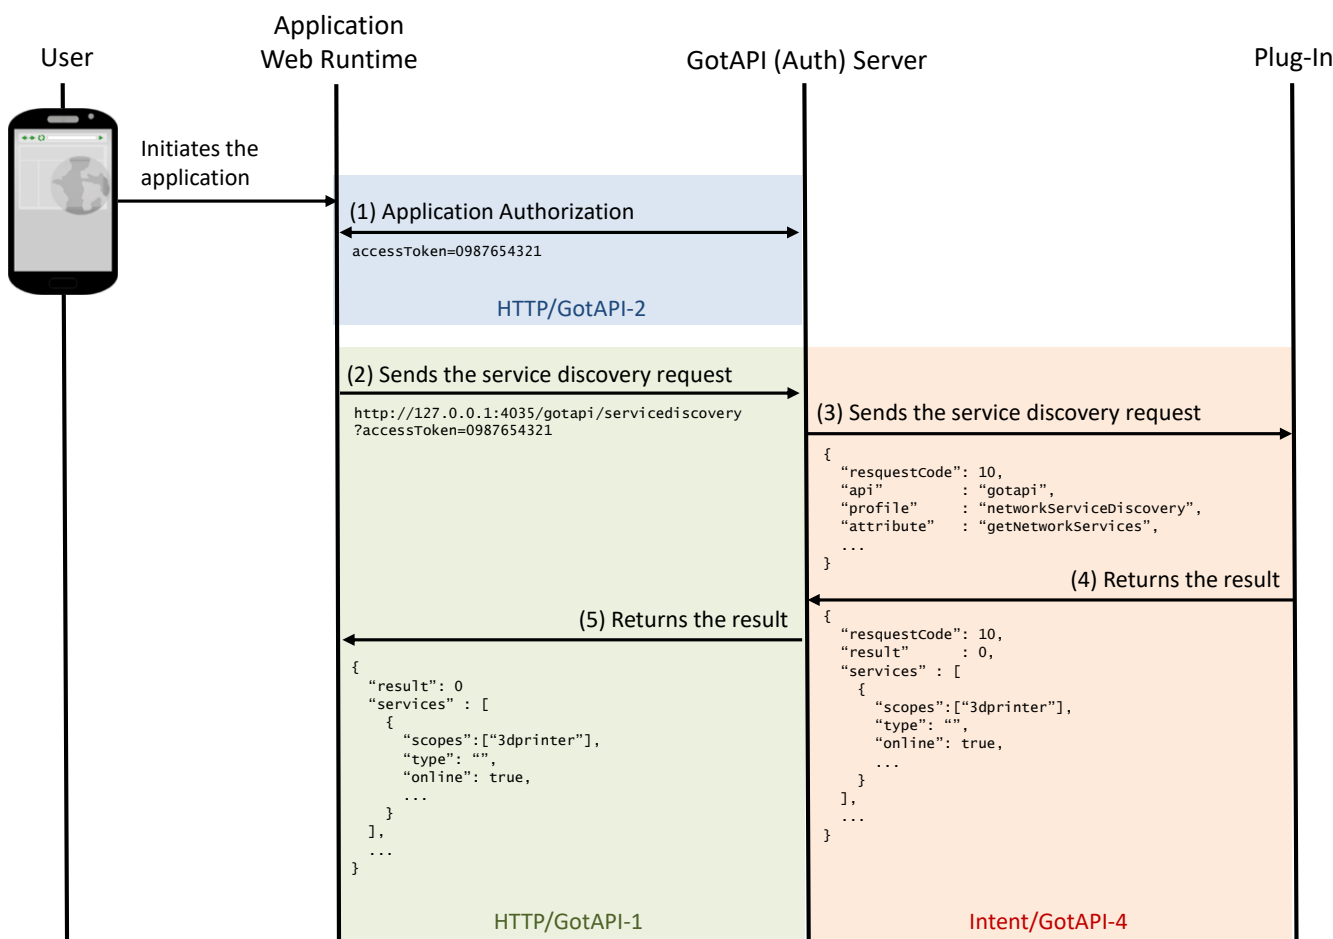 User
Application
Web Runtime
GotAPI (Auth) Server
Plug-In
Initiates the
application
(1) Application Authorization
accessToken=0987654321
HTTP/GotAPI-2
(2) Sends the service discovery request
http://127.0.0.1:4035/gotapi/servicediscovery
?accessToken=0987654321
(3) Sends the service discovery request
{
“resquestCode”: 10,
“api” : “gotapi”,
“profile” : “networkServiceDiscovery”,
“attribute” : “getNetworkServices”,
...
}
(4) Returns the result
{
“resquestCode”: 10,
“result” : 0,
“services” : [
{
“scopes”:[“3dprinter”],
“type”: “”,
“online”: true,
...
}
],
...
}
(5) Returns the result
{
“result”: 0
“services” : [
{
“scopes”:[“3dprinter”],
“type”: “”,
“online”: true,
...
}
],
...
}
HTTP/GotAPI-1
Intent/GotAPI-4